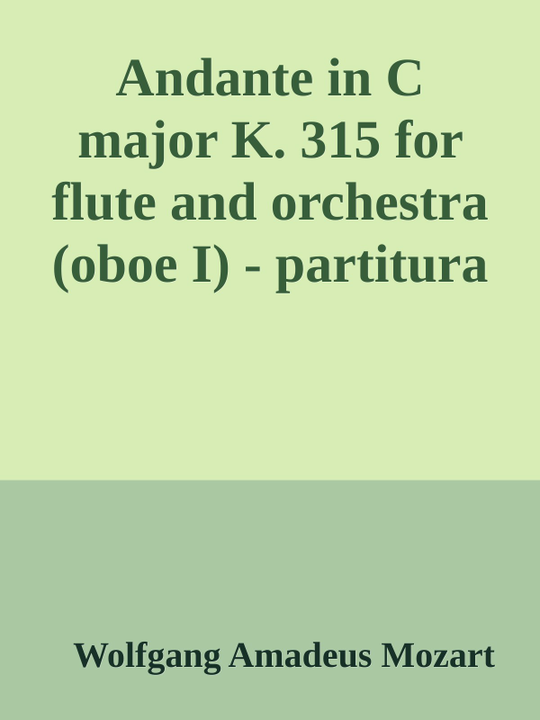 Andante in C
major K. 315 for
flute and orchestra
(oboe I) - partitura
Wolfgang Amadeus Mozart